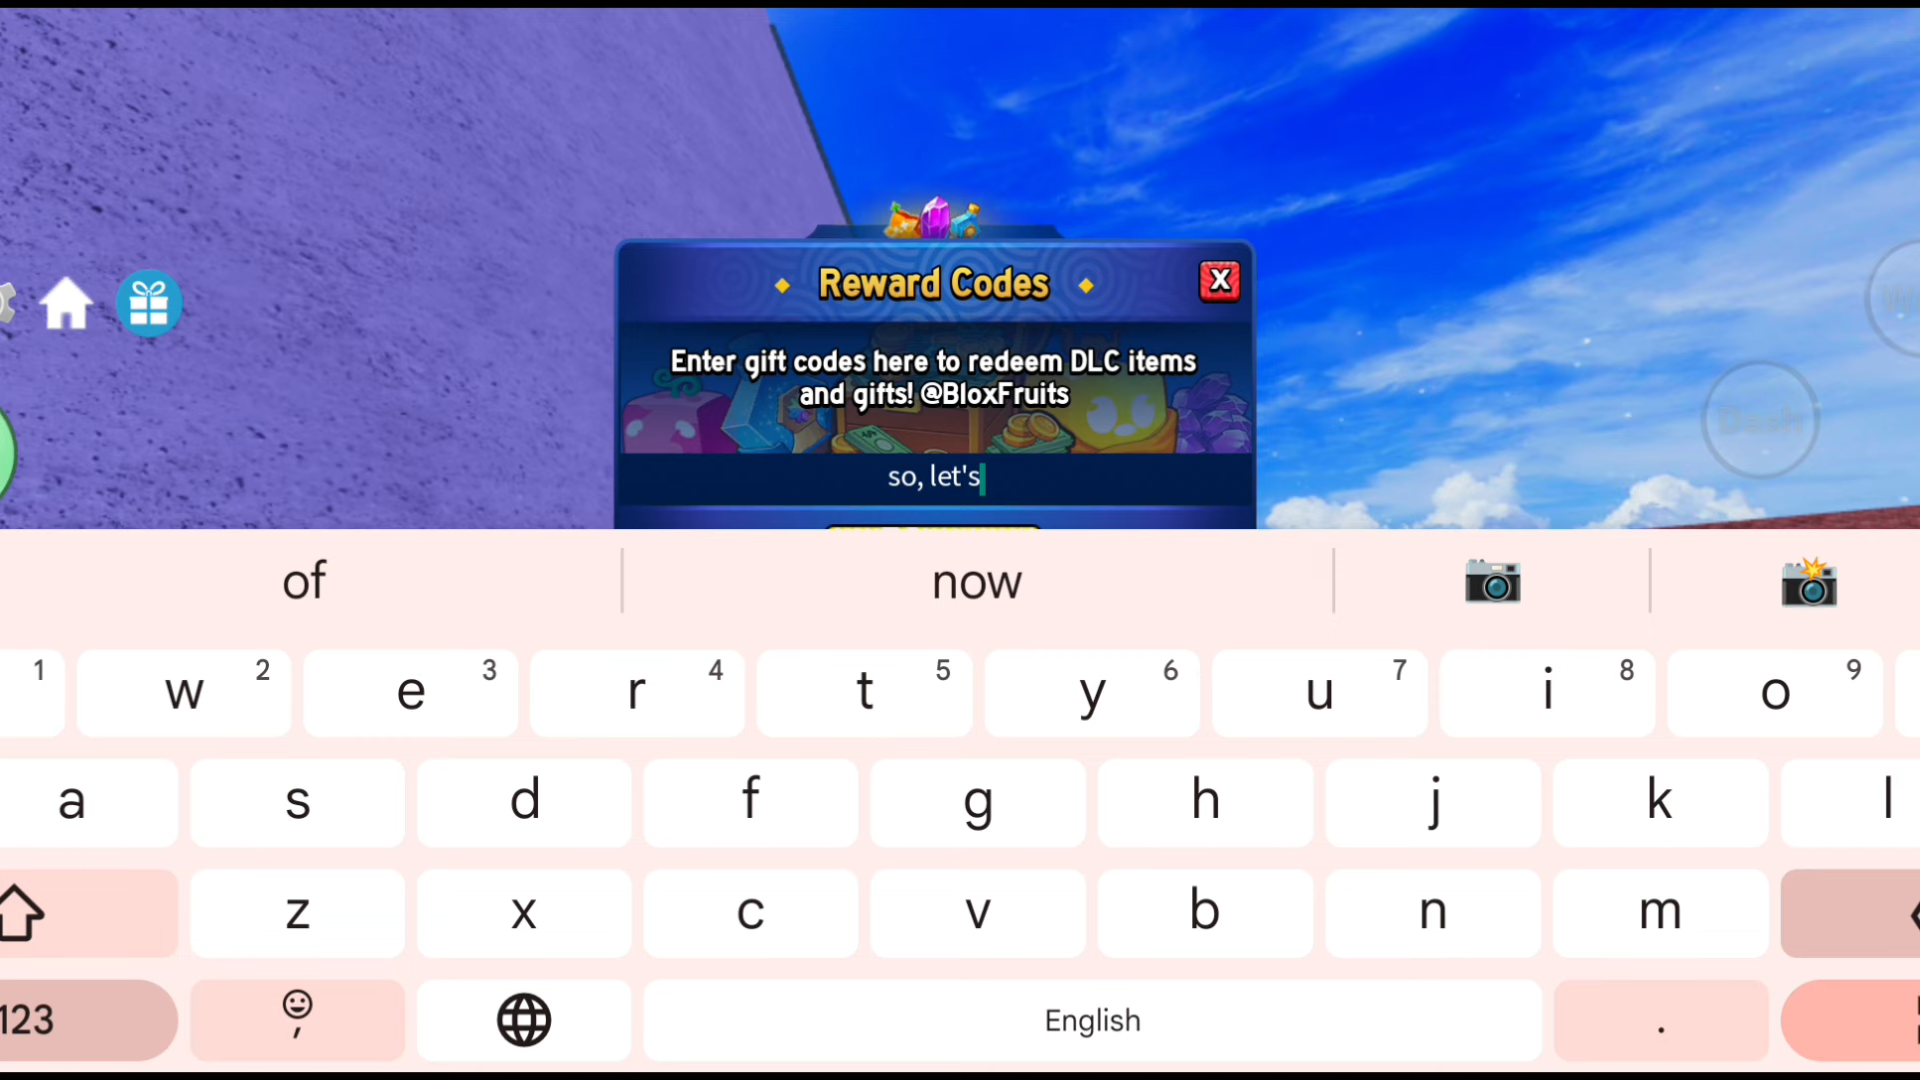 Reward Codes
X
Enter gift codes here to redeem DLC items
and gifts! @BloxFruits
Dash
so, let's
of now
1 w 2 e 3 r 4 t 5 y 6 u 7 i 8 o 9
a s d f g h j k l
z x c v b n m
123 , English .